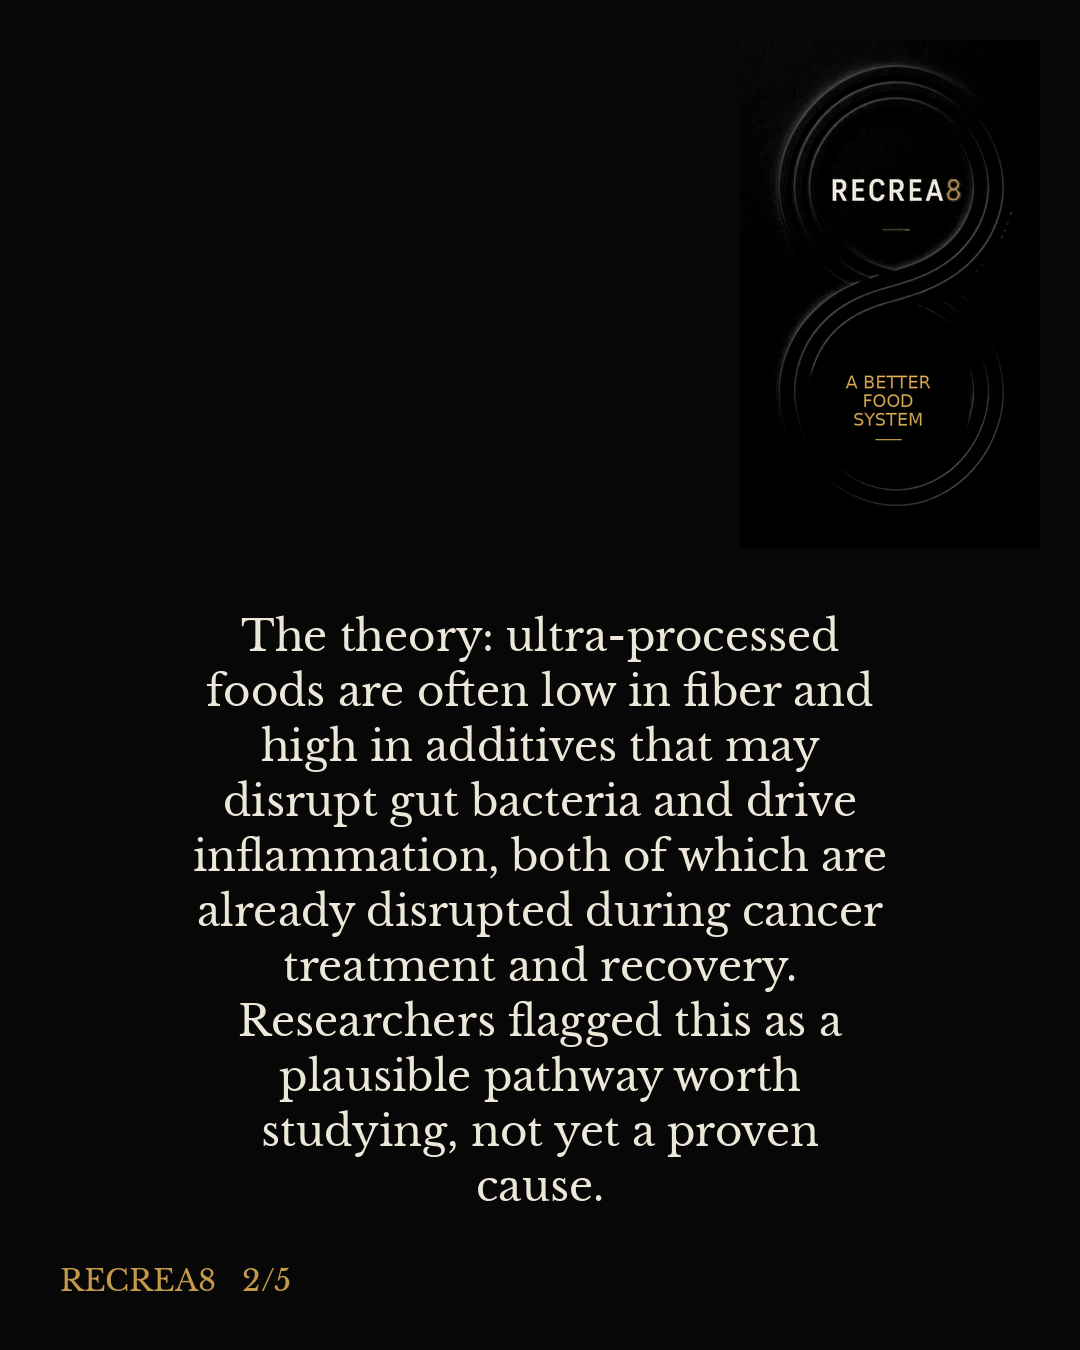 RECREA8
A BETTER
FOOD
SYSTEM
The theory: ultra-processed
foods are often low in fiber and
high in additives that may
disrupt gut bacteria and drive
inflammation, both of which are
already disrupted during cancer
treatment and recovery.
Researchers flagged this as a
plausible pathway worth
studying, not yet a proven
cause.
RECREA8 2/5